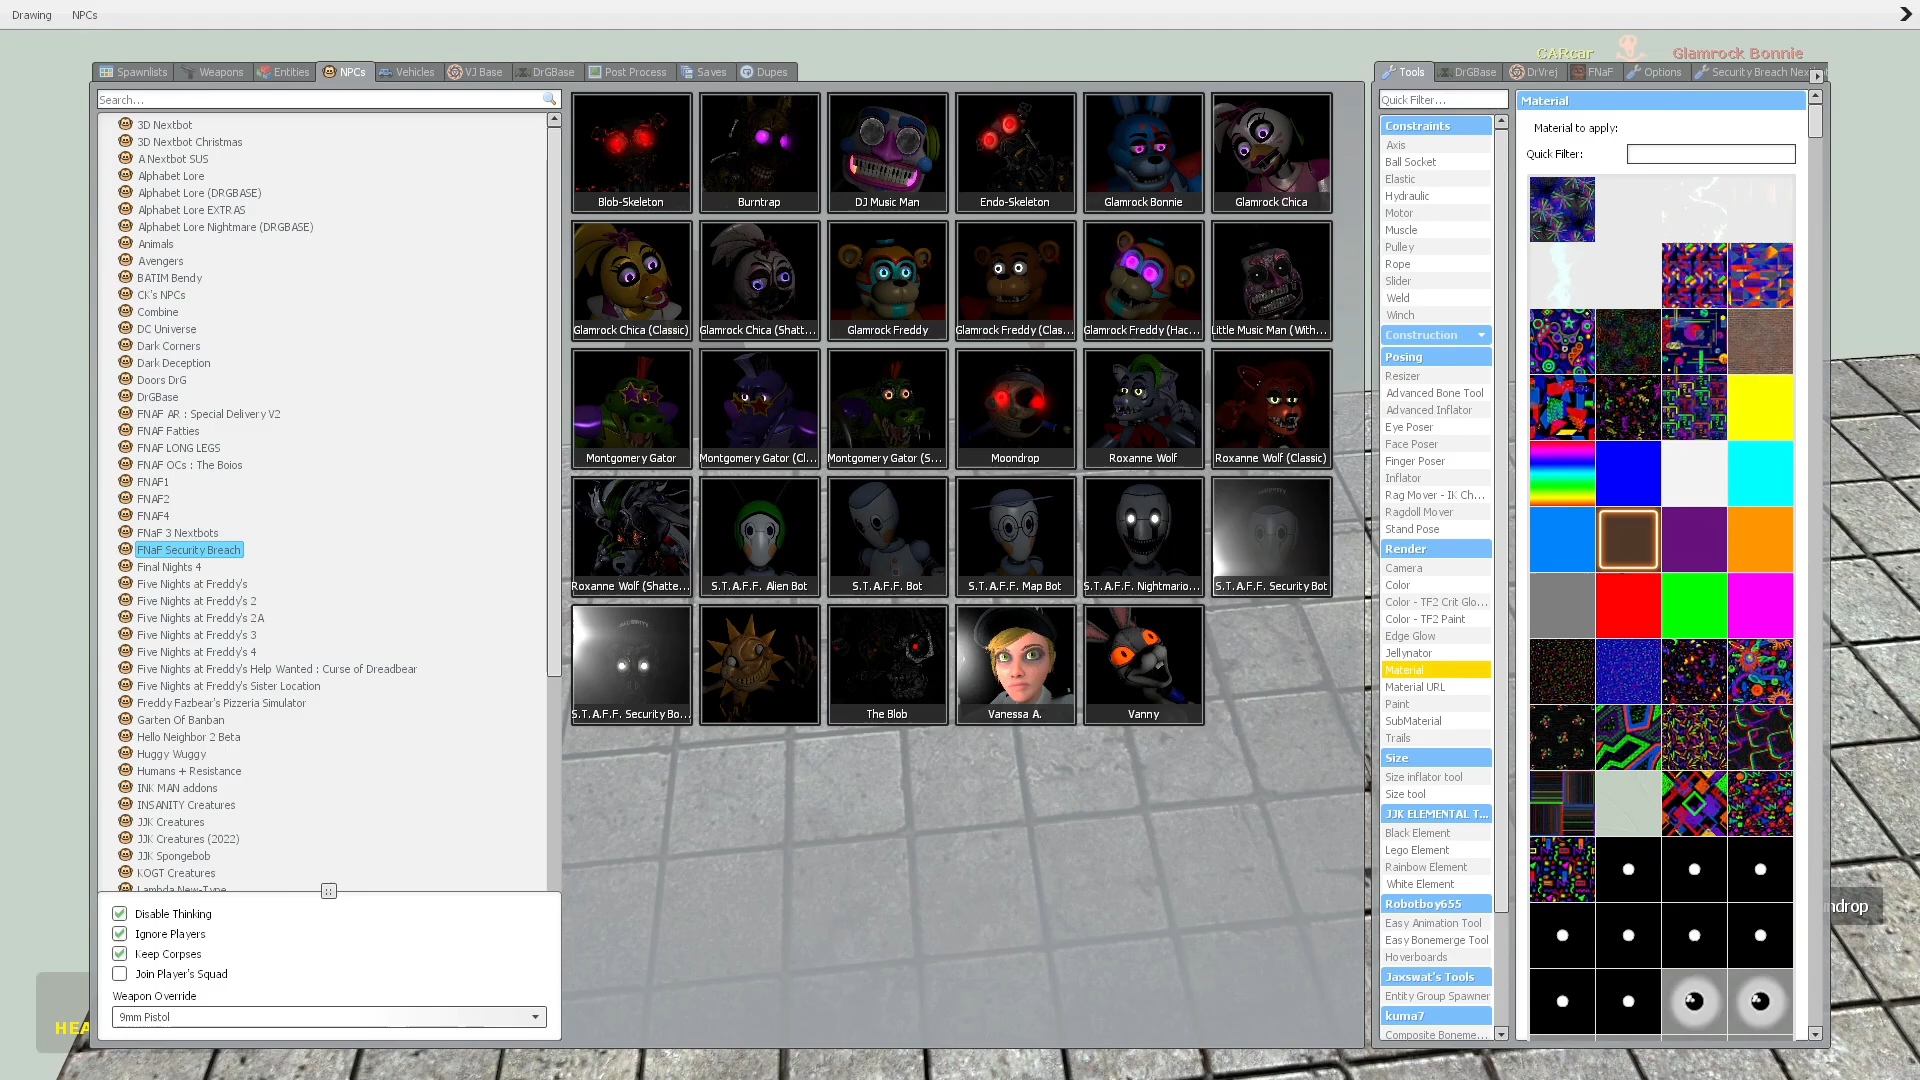 Drawing NPCs
CARcar Glamrock Bonnie
Spawnlists Weapons Entities NPCs Vehicles VJ Base DrGBase Post Process Saves Dupes
Search...
3D Nextbot
3D Nextbot Christmas
A Nextbot SUS
Alphabet Lore
Alphabet Lore (DRGBASE)
Alphabet Lore EXTRAS
Alphabet Lore Nightmare (DRGBASE)
Animals
Avengers
BATIM Bendy
CK's NPCs
Combine
DC Universe
Dark Corners
Dark Deception
Doors DrG
DrGBase
FNAF AR : Special Delivery V2
FNAF Fatties
FNAF LONG LEGS
FNAF OCs : The Boios
FNAF1
FNAF2
FNAF4
FNaF 3 Nextbots
FNaF Security Breach
Final Nights 4
Five Nights at Freddy's
Five Nights at Freddy's 2
Five Nights at Freddy's 2A
Five Nights at Freddy's 3
Five Nights at Freddy's 4
Five Nights at Freddy's Help Wanted : Curse of Dreadbear
Five Nights at Freddy's Sister Location
Freddy Fazbear's Pizzeria Simulator
Garten Of Banban
Hello Neighbor 2 Beta
Huggy Wuggy
Humans + Resistance
INK MAN addons
INSANITY Creatures
JJK Creatures
JJK Creatures (2022)
JJK Spongebob
KOGT Creatures
Lambda New-Type
Disable Thinking
Ignore Players
Keep Corpses
Join Player's Squad
Weapon Override
9mm Pistol
HEA
Blob-Skeleton Burntrap DJ Music Man Endo-Skeleton Glamrock Bonnie Glamrock Chica
Glamrock Chica (Classic) Glamrock Chica (Shatt... Glamrock Freddy Glamrock Freddy (Clas... Glamrock Freddy (Hac... Little Music Man (With...
Montgomery Gator Montgomery Gator (Cl... Montgomery Gator (S... Moondrop Roxanne Wolf Roxanne Wolf (Classic)
Roxanne Wolf (Shatte... S.T.A.F.F. Alien Bot S.T.A.F.F. Bot S.T.A.F.F. Map Bot S.T.A.F.F. Nightmario... S.T.A.F.F. Security Bot
S.T.A.F.F. Security Bo... The Blob Vanessa A. Vanny
Tools DrGBase DrVrej FNaF Options Security Breach Nextbot
Quick Filter...
Constraints
Axis
Ball Socket
Elastic
Hydraulic
Motor
Muscle
Pulley
Rope
Slider
Weld
Winch
Construction
Posing
Resizer
Advanced Bone Tool
Advanced Inflator
Eye Poser
Face Poser
Finger Poser
Inflator
Rag Mover - IK Ch...
Ragdoll Mover
Stand Pose
Render
Camera
Color
Color - TF2 Crit Glo...
Color - TF2 Paint
Edge Glow
Jellynator
Material
Material URL
Paint
SubMaterial
Trails
Size
Size inflator tool
Size tool
JJK ELEMENTAL T...
Black Element
Lego Element
Rainbow Element
White Element
Robotboy655
Easy Animation Tool
Easy Bonemerge Tool
Hoverboards
Jaxswat's Tools
Entity Group Spawner
kuma7
Composite Boneme...
Material
Material to apply:
Quick Filter:
ndrop